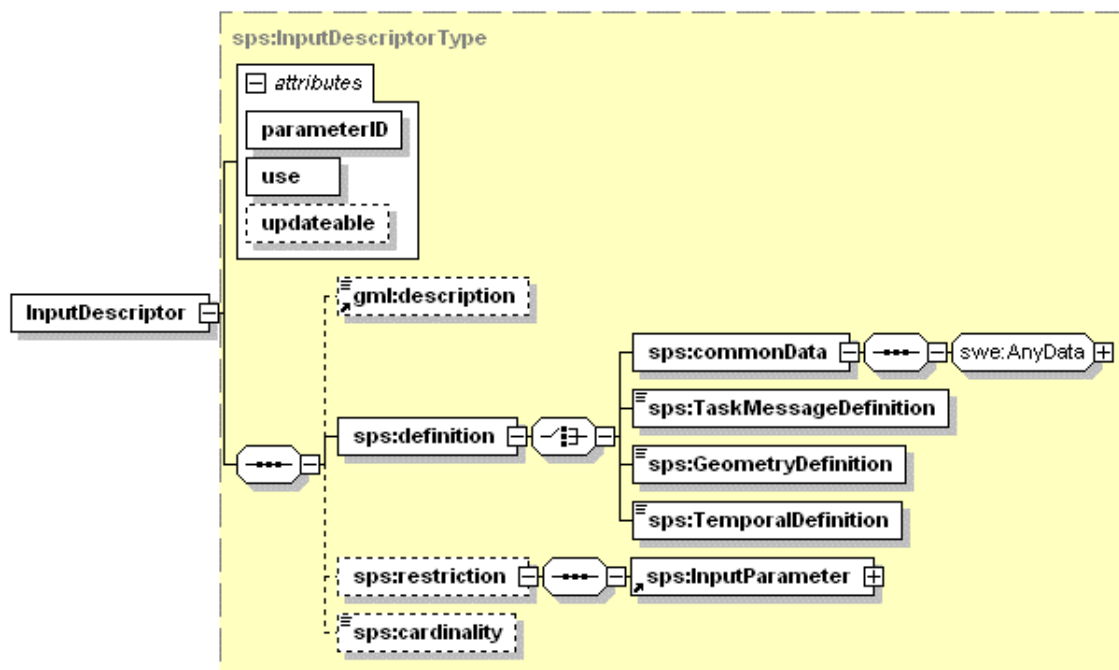 sps:InputDescriptorType
attributes
parameterID
use
updateable
gml:description
InputDescriptor
sps:commonData
swe:AnyData
sps:TaskMessageDefinition
sps:definition
sps:GeometryDefinition
sps:TemporalDefinition
sps:restriction
sps:InputParameter
sps:cardinality